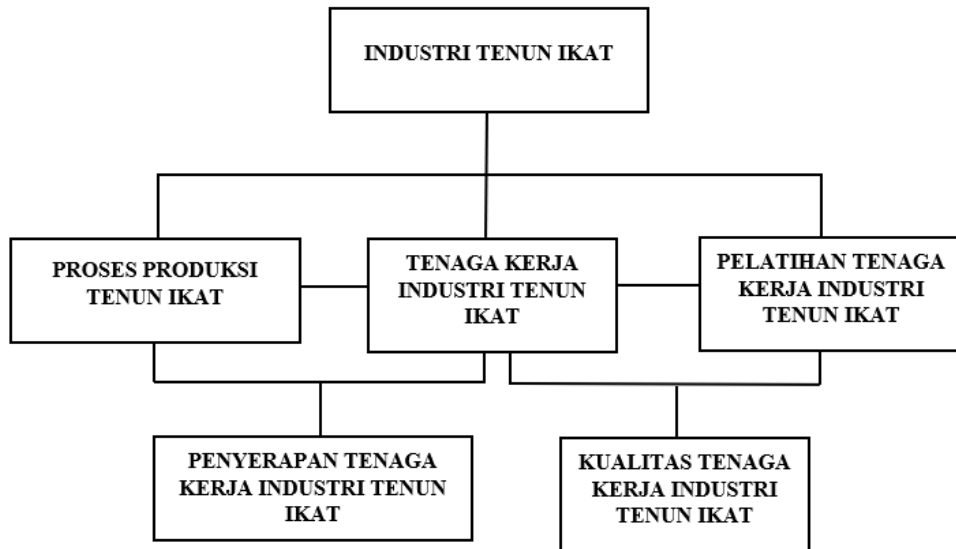 INDUSTRI TENUN IKAT
PROSES PRODUKSI
TENUN IKAT
TENAGA KERJA
INDUSTRI TENUN
IKAT
PELATIHAN TENAGA
KERJA INDUSTRI
TENUN IKAT
PENYERAPAN TENAGA
KERJA INDUSTRI TENUN
IKAT
KUALITAS TENAGA
KERJA INDUSTRI
TENUN IKAT